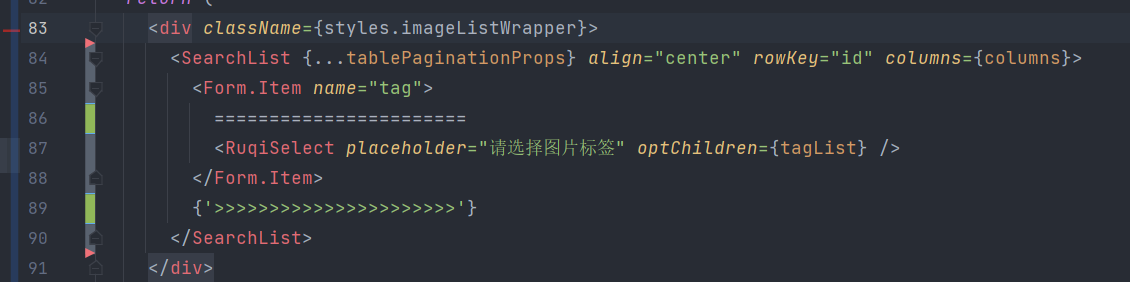 82 return (
83 <div className={styles.imageListWrapper}>
84 <SearchList {...tablePaginationProps} align="center" rowKey="id" columns={columns}>
85 <Form.Item name="tag">
86 =======================
87 <RuqiSelect placeholder="请选择图片标签" optChildren={tagList} />
88 </Form.Item>
89 {'>>>>>>>>>>>>>>>>>>>>>>'}
90 </SearchList>
91 </div>